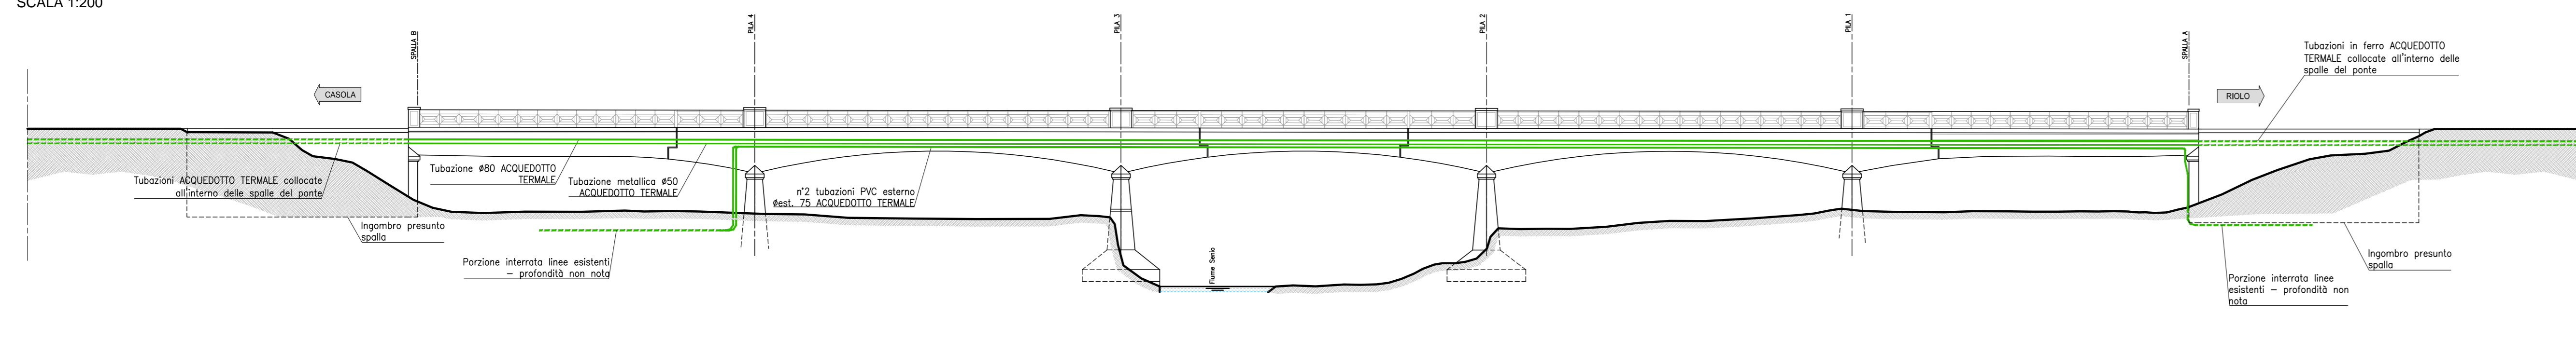 SCALA 1:200
SPALLA B
PILA 4
PILA 3
PILA 2
PILA 1
SPALLA A
CASOLA
RIOLO
Tubazioni in ferro ACQUEDOTTO
TERMALE collocate all'interno delle
spalle del ponte
Tubazioni ACQUEDOTTO TERMALE collocate
all'interno delle spalle del ponte
Tubazione ø80 ACQUEDOTTO
TERMALE
Tubazione metallica ø50
ACQUEDOTTO TERMALE
n°2 tubazioni PVC esterno
øest. 75 ACQUEDOTTO TERMALE
Ingombro presunto
spalla
Porzione interrata linee esistenti
– profondità non nota
Fiume Senio
Ingombro presunto
spalla
Porzione interrata linee
esistenti – profondità non
nota